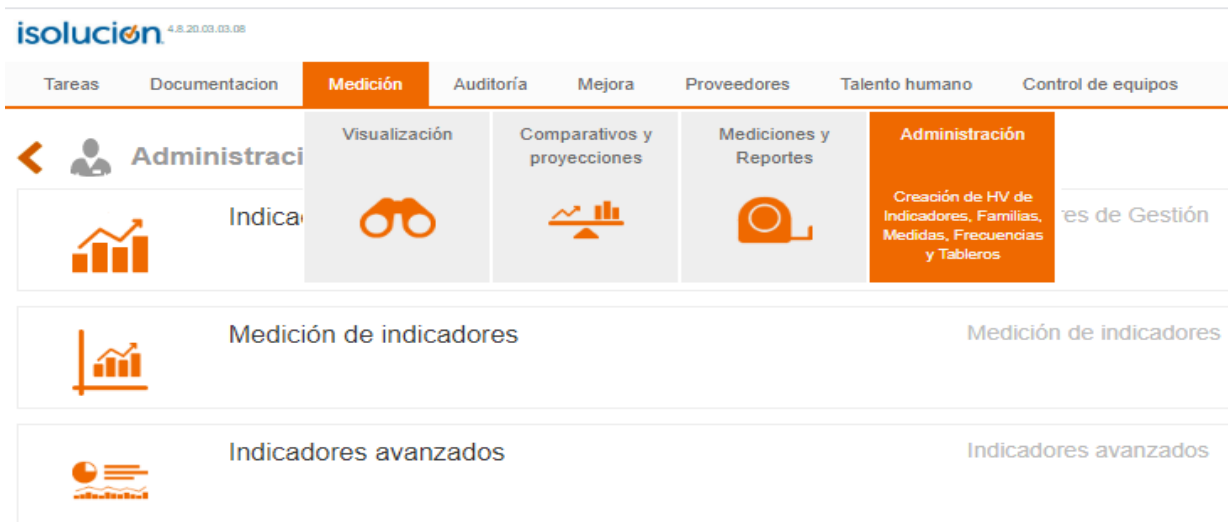 isolución 4.8.20.03.03.08
Tareas Documentacion Medición Auditoría Mejora Proveedores Talento humano Control de equipos
Visualización
Comparativos y
proyecciones
Mediciones y
Reportes
Administración
Creación de HV de
Indicadores, Familias,
Medidas, Frecuencias
y Tableros
Administraci
Indica
es de Gestión
Medición de indicadores
Medición de indicadores
Indicadores avanzados
Indicadores avanzados